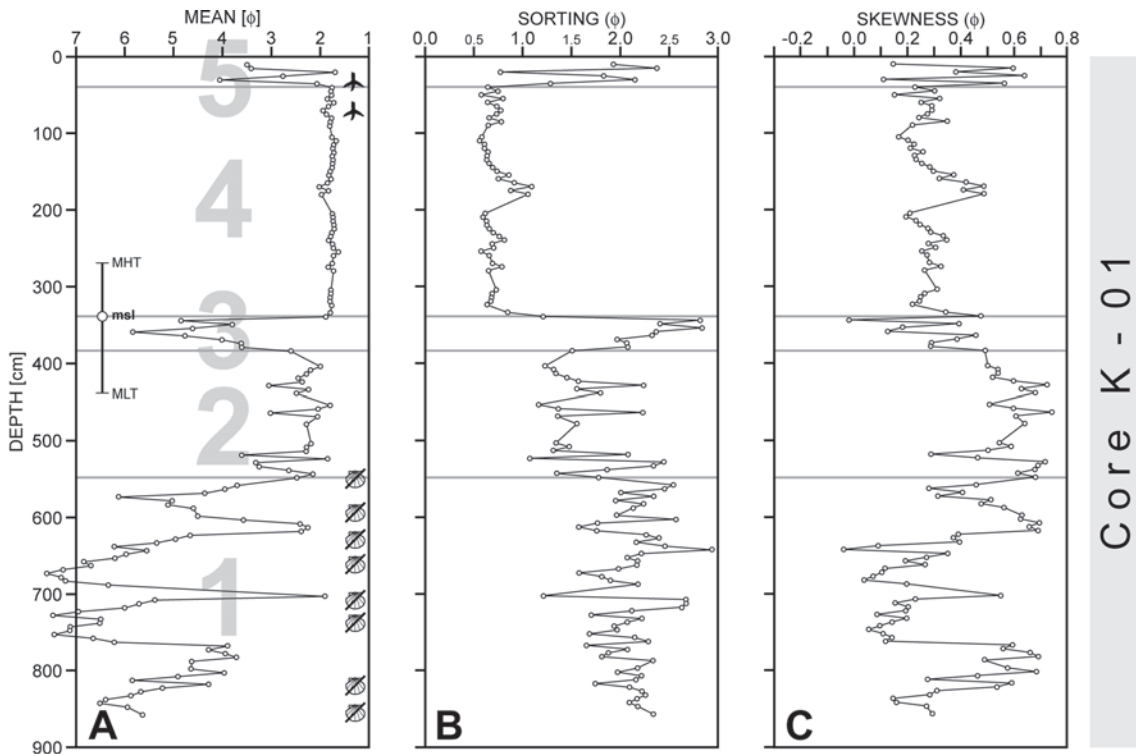 MEAN [ϕ]
7 6 5 4 3 2 1
SORTING (ϕ)
0.0 0.5 1.0 1.5 2.0 2.5 3.0
SKEWNESS (ϕ)
-0.2 0.0 0.2 0.4 0.6 0.8
DEPTH [cm]
0
100
200
300
400
500
600
700
800
900
5
4
3
2
1
MHT
msl
MLT
A
B
C
Core K-01